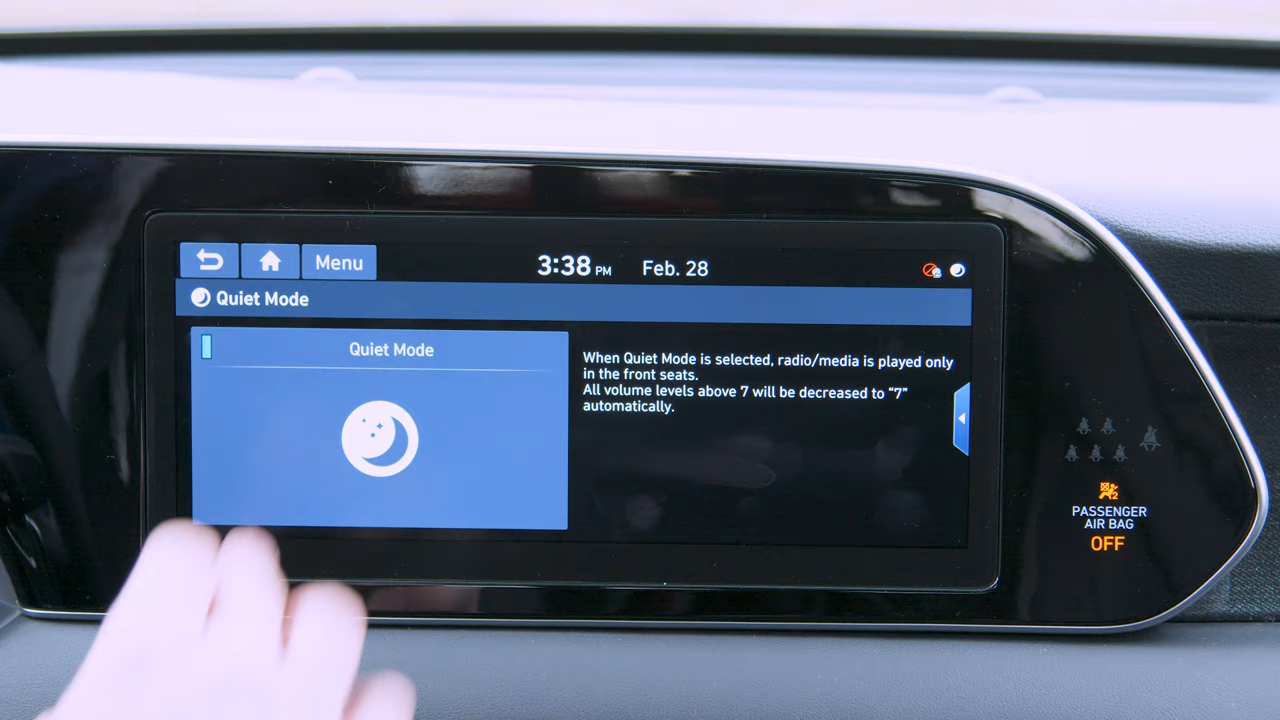 Menu
3:38 PM
Feb. 28
Quiet Mode
Quiet Mode
When Quiet Mode is selected, radio/media is played only
in the front seats.
All volume levels above 7 will be decreased to “7”
automatically.
2
PASSENGER
AIR BAG
OFF